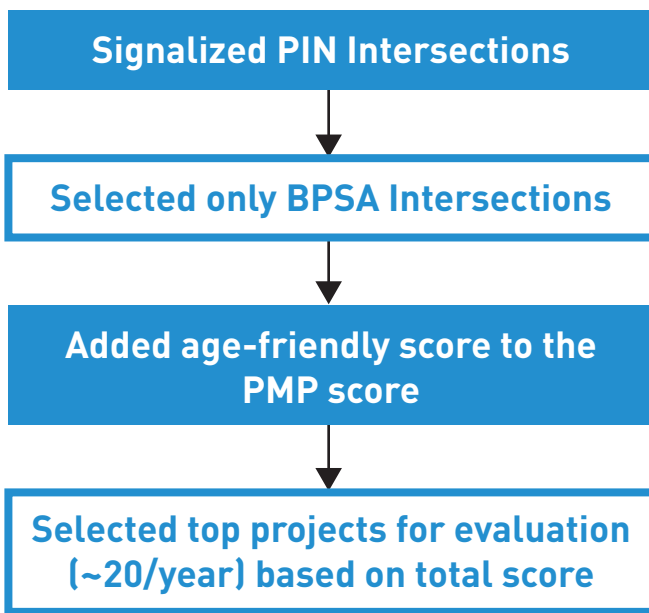 Signalized PIN Intersections
Selected only BPSA Intersections
Added age-friendly score to the
PMP score
Selected top projects for evaluation
(~20/year) based on total score